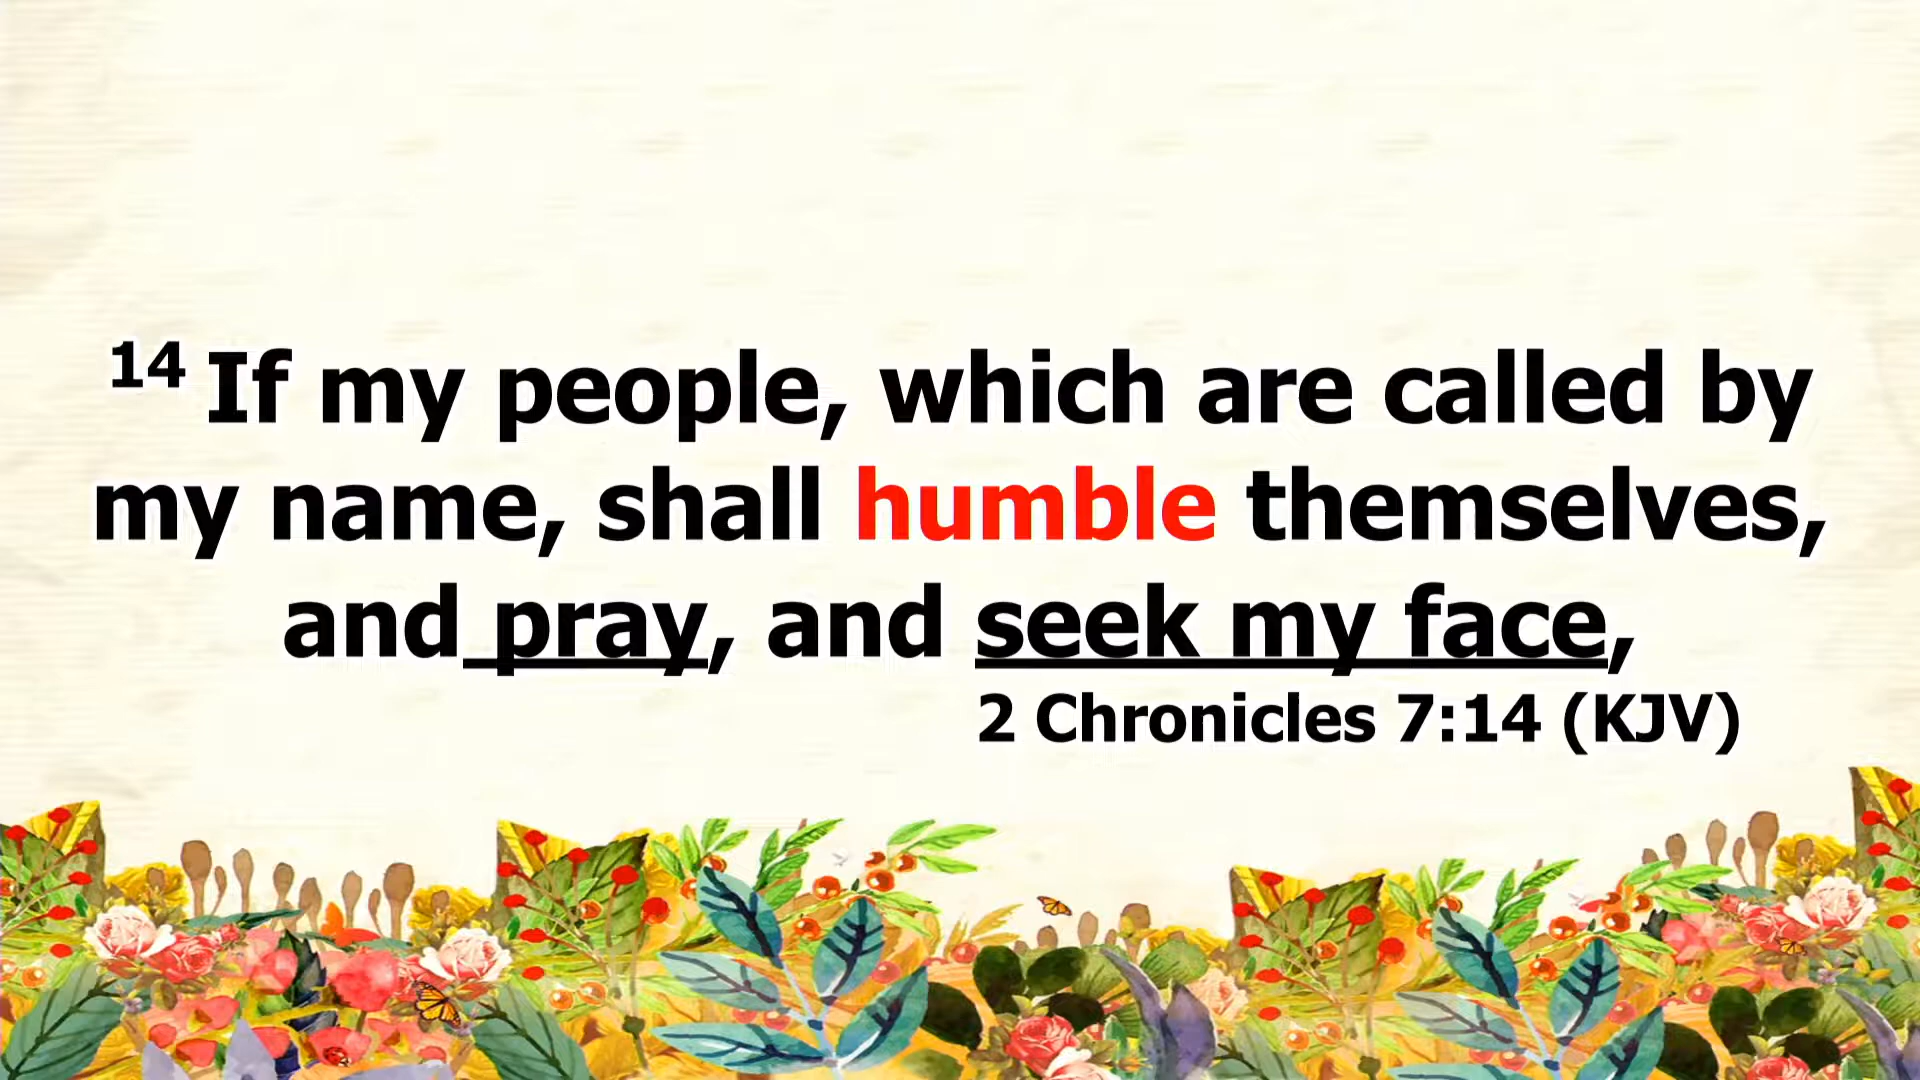 14 If my people, which are called by
my name, shall humble themselves,
and pray, and seek my face,
2 Chronicles 7:14 (KJV)